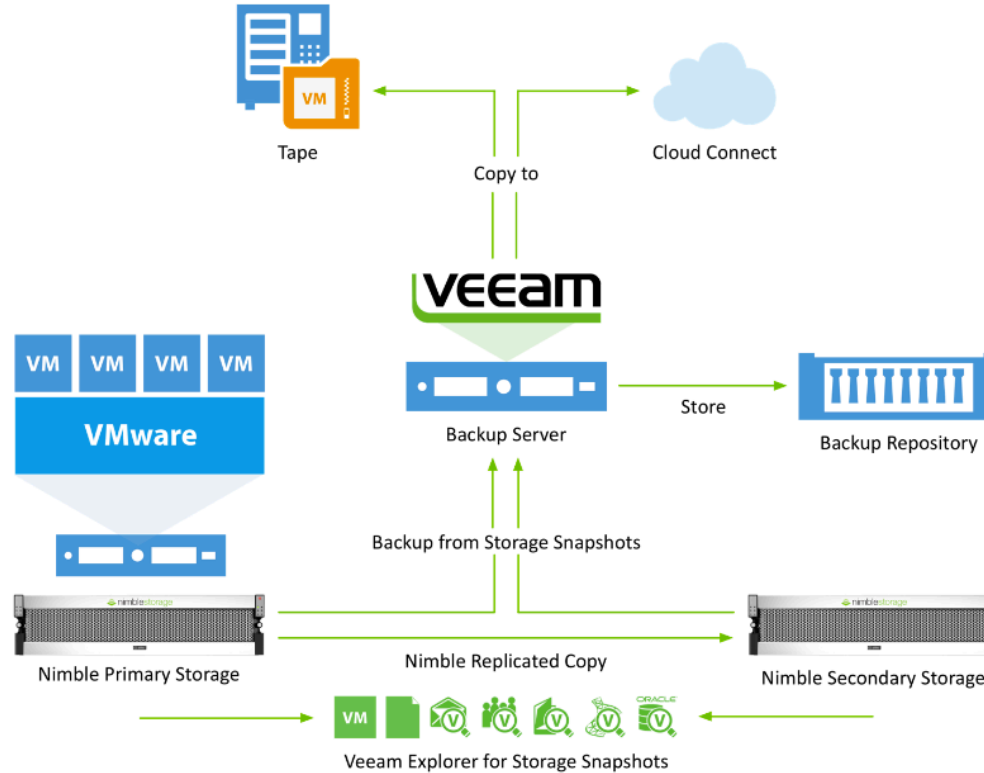 VM
Tape
Cloud Connect
Copy to
veeam
VM VM VM VM
VMware
Backup Server
Store
Backup Repository
Backup from Storage Snapshots
nimblestorage
nimblestorage
Nimble Primary Storage
Nimble Replicated Copy
Nimble Secondary Storage
ORACLE
VM V V V V V
Veeam Explorer for Storage Snapshots